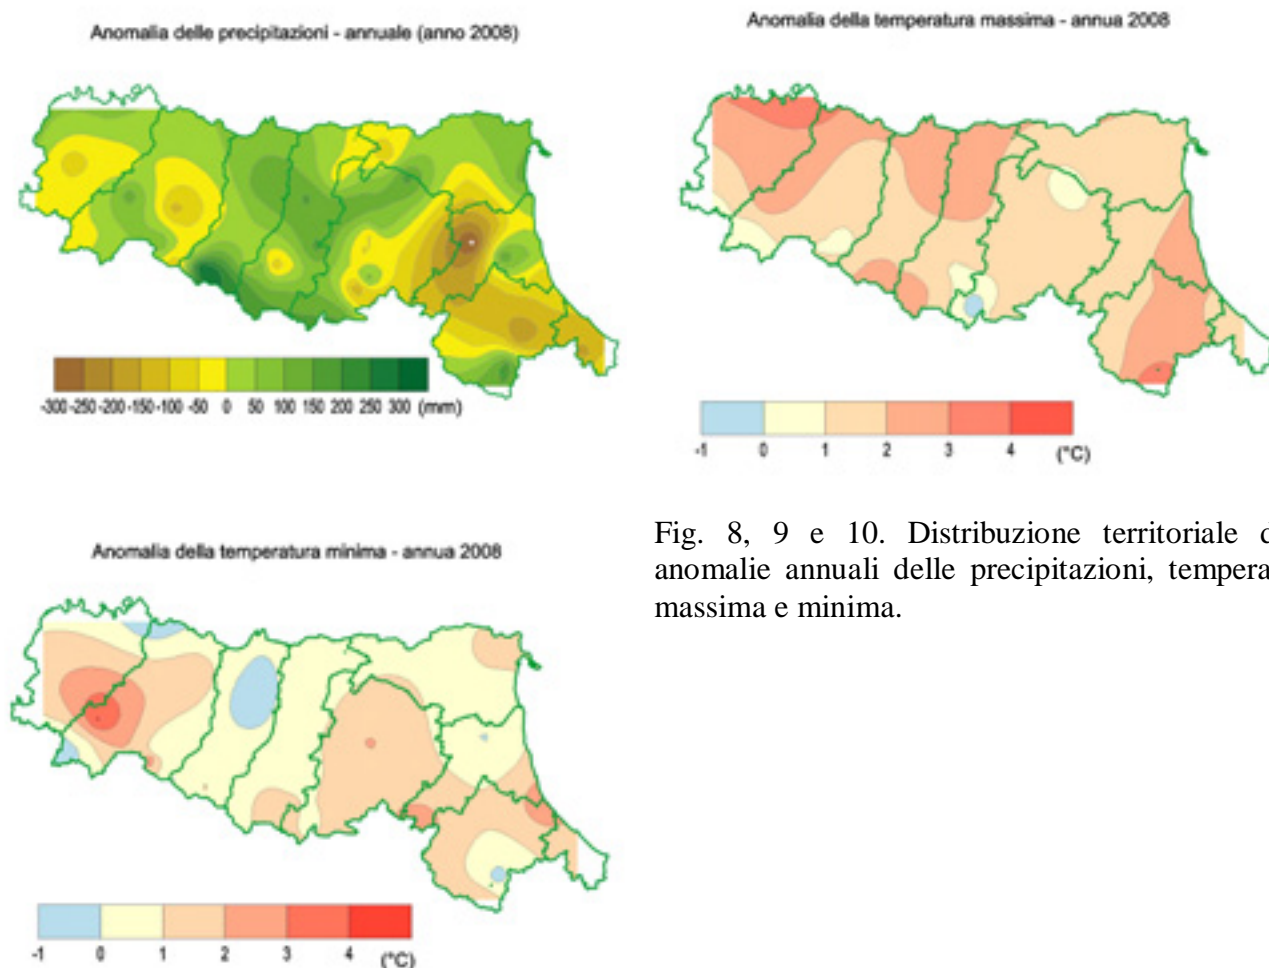 Anomalia delle precipitazioni - annuale (anno 2008)
-300 -250 -200 -150 -100 -50 0 50 100 150 200 250 300 (mm)
Anomalia della temperatura massima - annua 2008
-1 0 1 2 3 4 (°C)
Anomalia della temperatura minima - annua 2008
-1 0 1 2 3 4 (°C)
Fig. 8, 9 e 10. Distribuzione territoriale d
anomalie annuali delle precipitazioni, tempera
massima e minima.